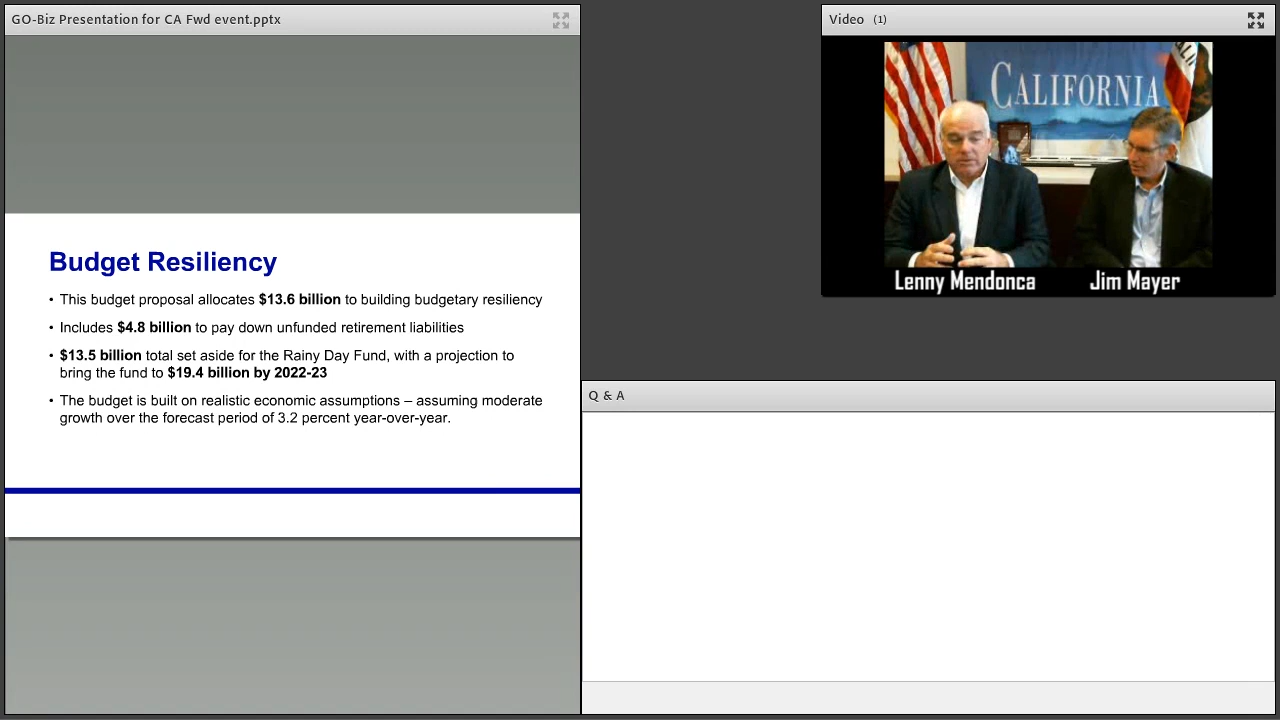 GO-Biz Presentation for CA Fwd event.pptx
Video (1)
CALIFORNIA
Lenny Mendonca
Jim Mayer
Budget Resiliency
• This budget proposal allocates $13.6 billion to building budgetary resiliency
• Includes $4.8 billion to pay down unfunded retirement liabilities
• $13.5 billion total set aside for the Rainy Day Fund, with a projection to
bring the fund to $19.4 billion by 2022-23
• The budget is built on realistic economic assumptions – assuming moderate
growth over the forecast period of 3.2 percent year-over-year.
Q & A